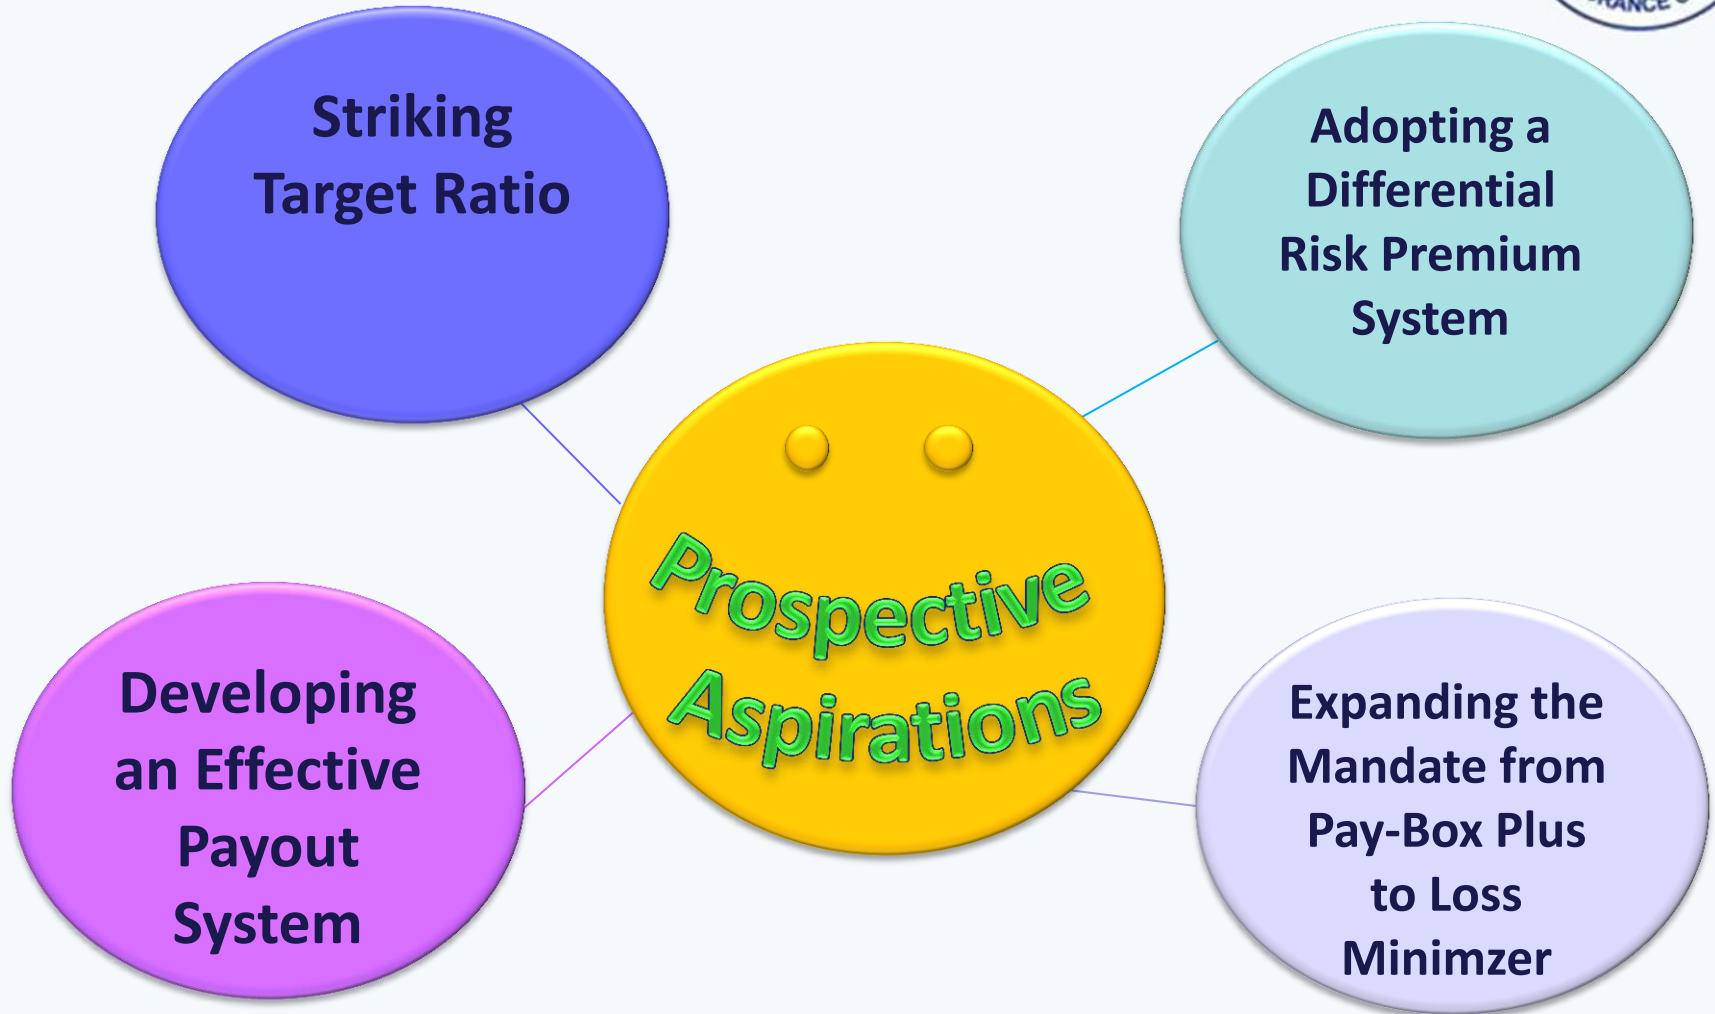 Striking
Target Ratio
Adopting a
Differential
Risk Premium
System
Prospective
Aspirations
Developing
an Effective
Payout
System
Expanding the
Mandate from
Pay-Box Plus
to Loss
Minimzer